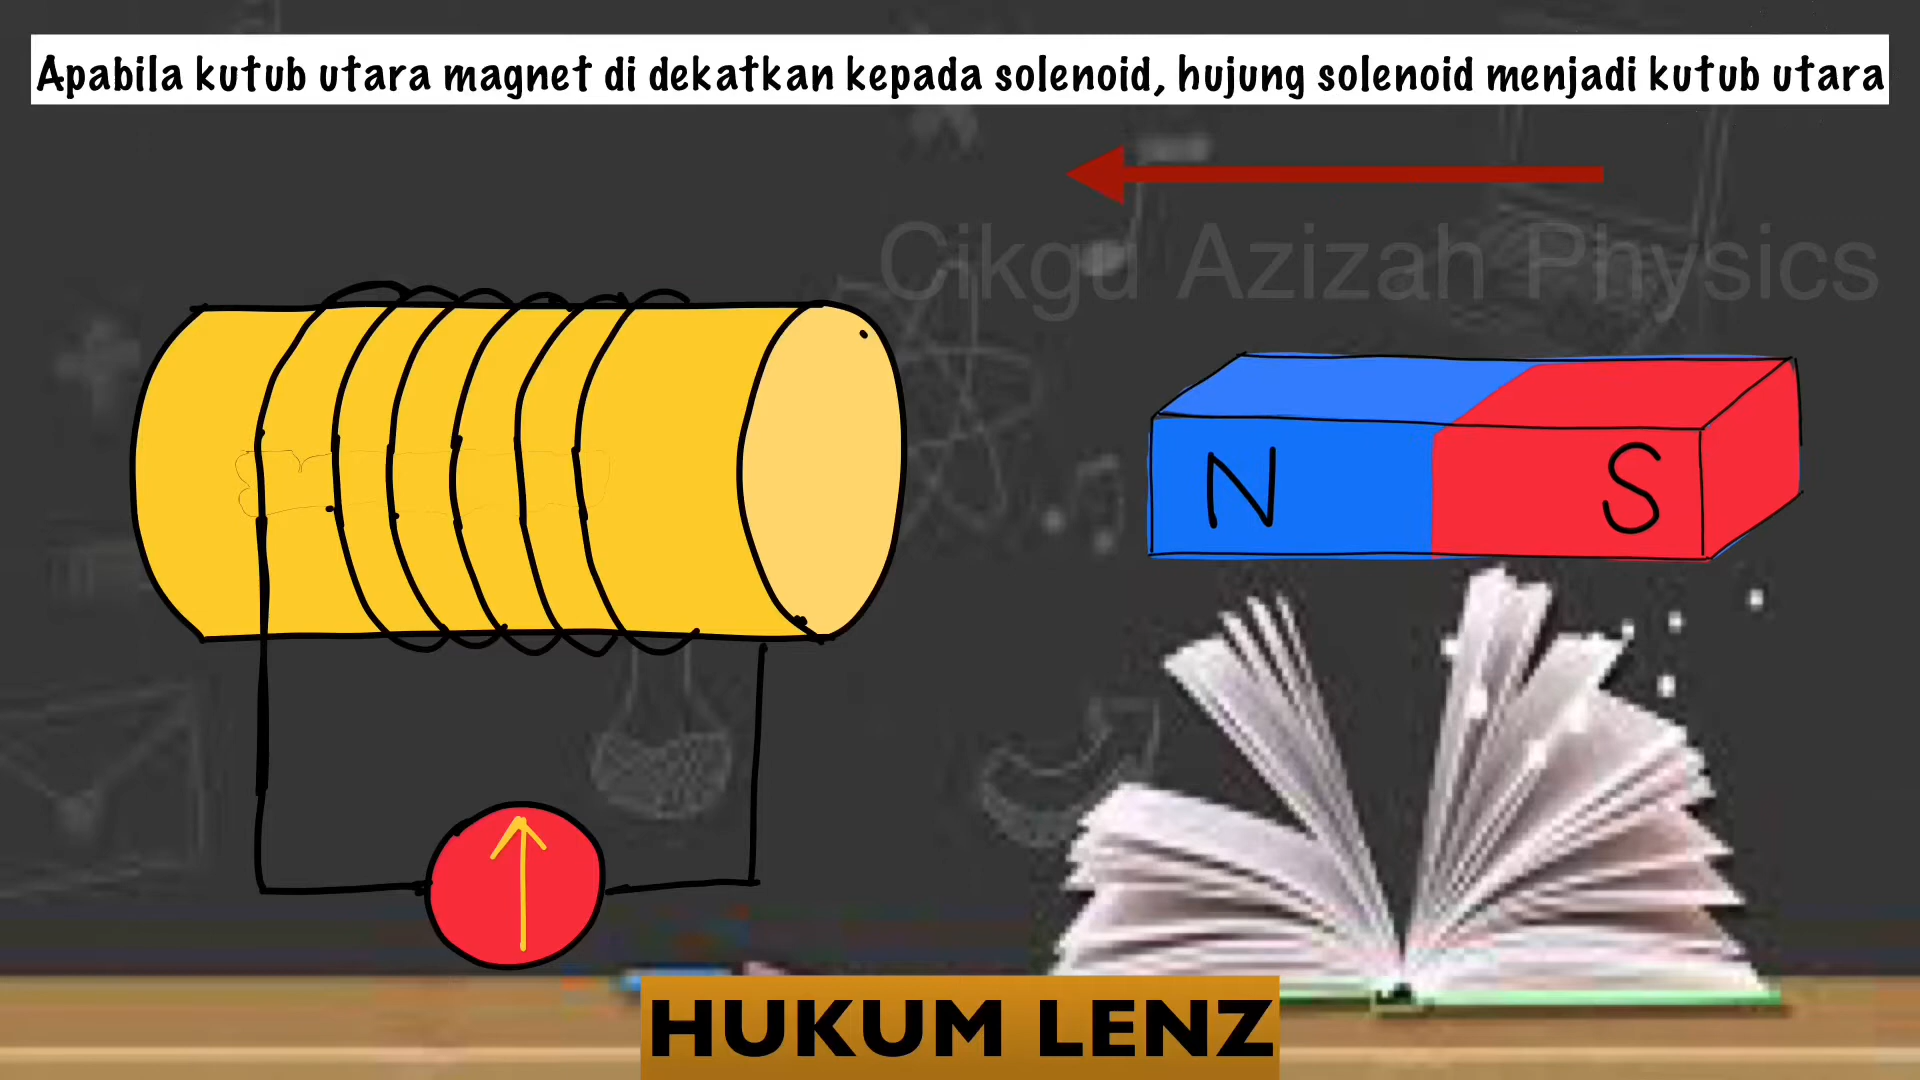 Apabila kutub utara magnet di dekatkan kepada solenoid, hujung solenoid menjadi kutub utara
Cikgu Azizah Physics
N
S
HUKUM LENZ